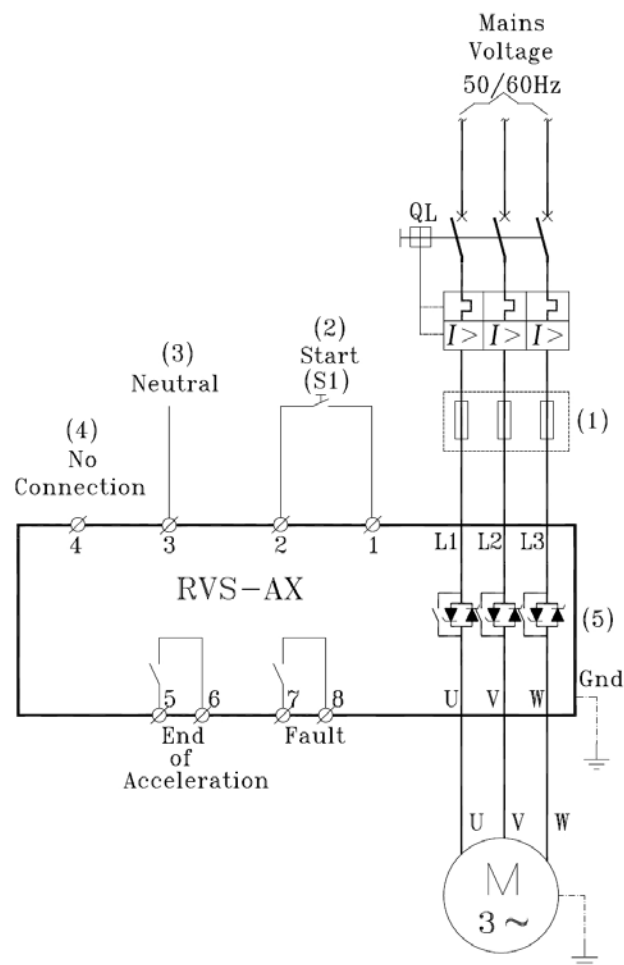 Mains
Voltage
50/60Hz
QL
I> I> I>
(1)
(2)
Start
(S1)
(3)
Neutral
(4)
No
Connection
4 3 2 1 L1 L2 L3
RVS-AX
(5)
Gnd
5 6 7 8 U V W
End
of
Acceleration
Fault
U V W
M
3~